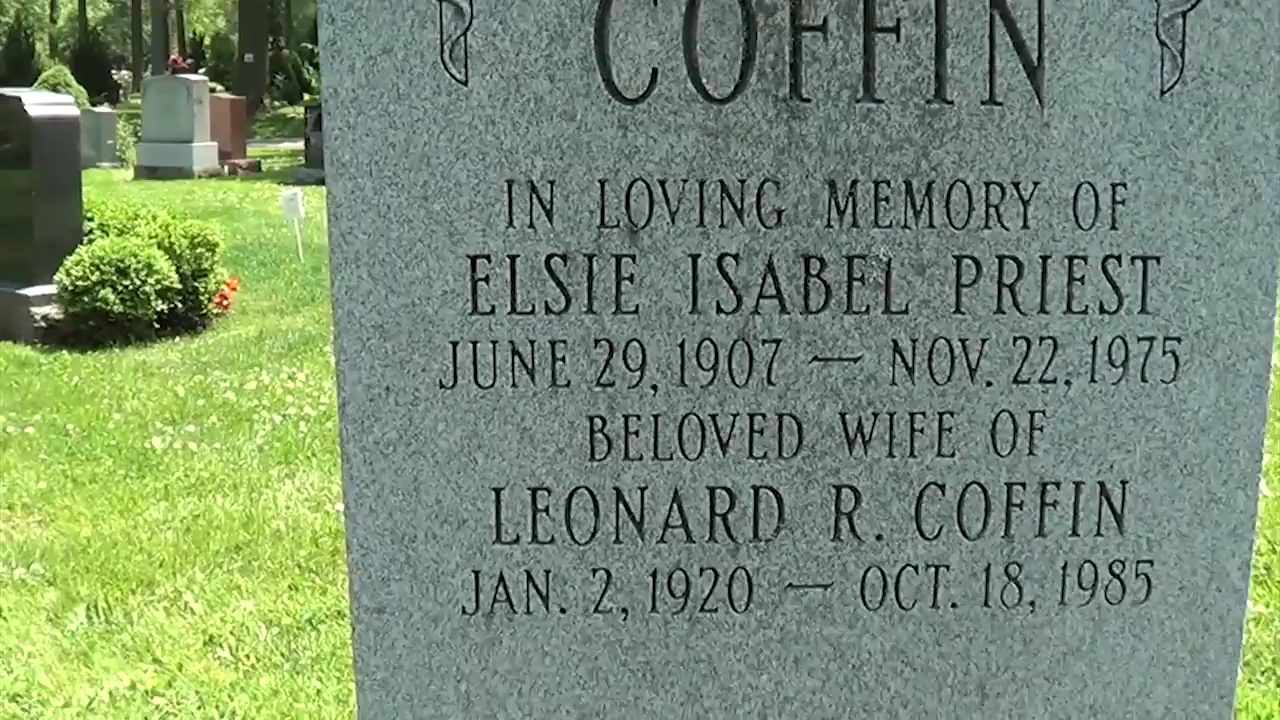 COFFIN
IN LOVING MEMORY OF
ELSIE ISABEL PRIEST
JUNE 29, 1907 — NOV. 22, 1975
BELOVED WIFE OF
LEONARD R. COFFIN
JAN. 2, 1920 — OCT. 18, 1985